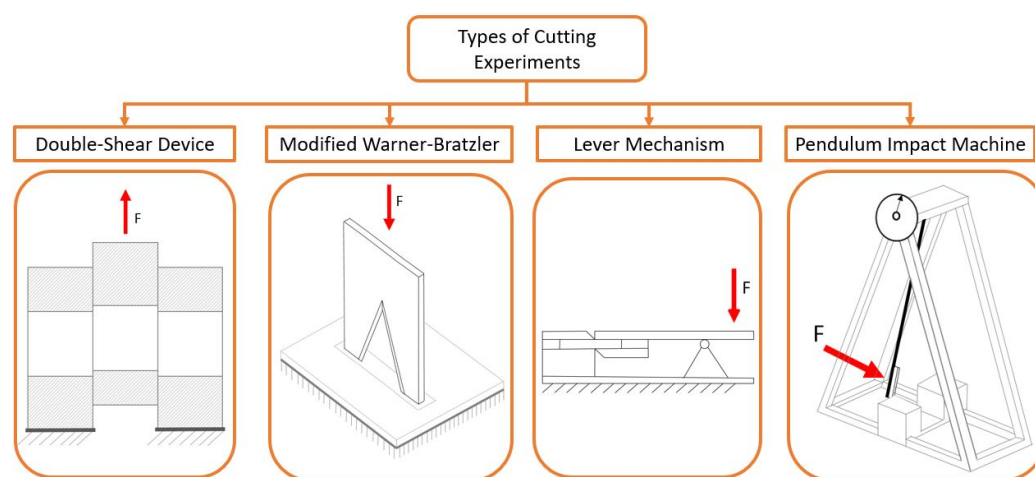 Types of Cutting
Experiments
Double-Shear Device
Modified Warner-Bratzler
Lever Mechanism
Pendulum Impact Machine
F
F
F
F